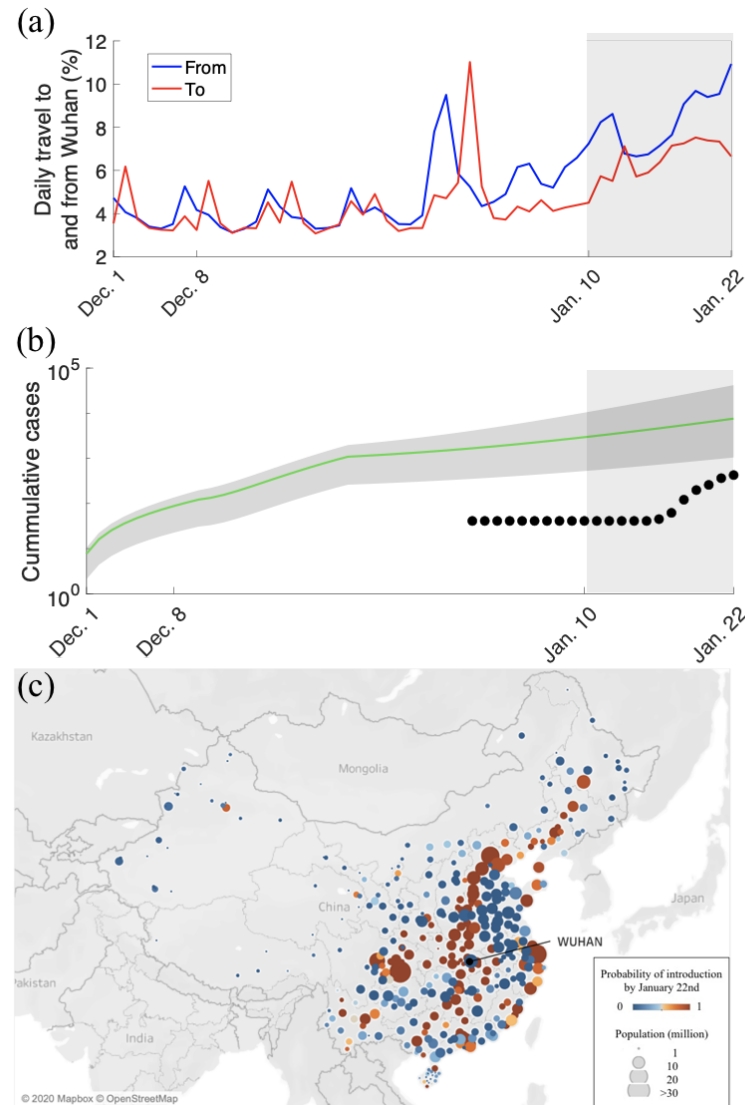 (a)
Daily travel to
and from Wuhan (%)
12
10
8
6
4
2
From
To
Dec. 1
Dec. 8
Jan. 10
Jan. 22
(b)
Cummulative cases
10^5
10^0
Dec. 1
Dec. 8
Jan. 10
Jan. 22
(c)
Kazakhstan
Mongolia
China
Japan
WUHAN
Pakistan
India
Probability of introduction
by January 22nd
0 1
Population (million)
1
10
20
>30
© 2020 Mapbox © OpenStreetMap